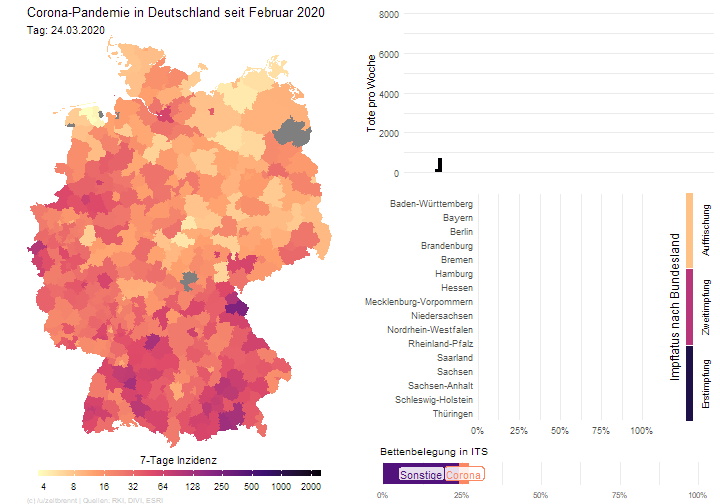 Corona-Pandemie in Deutschland seit Februar 2020
Tag: 24.03.2020
7-Tage Inzidenz
4 8 16 32 64 128 250 500 1000 2000
(c) /u/zeitbrennt | Quellen: RKI, DIVI, ESRI
Tote pro Woche
8000
6000
4000
2000
0
Baden-Württemberg
Bayern
Berlin
Brandenburg
Bremen
Hamburg
Hessen
Mecklenburg-Vorpommern
Niedersachsen
Nordrhein-Westfalen
Rheinland-Pfalz
Saarland
Sachsen
Sachsen-Anhalt
Schleswig-Holstein
Thüringen
0% 25% 50% 75% 100%
Impfstatus nach Bundesland
Auffrischung
Zweitimpfung
Erstimpfung
Bettenbelegung in ITS
Sonstige Corona
0% 25% 50% 75% 100%